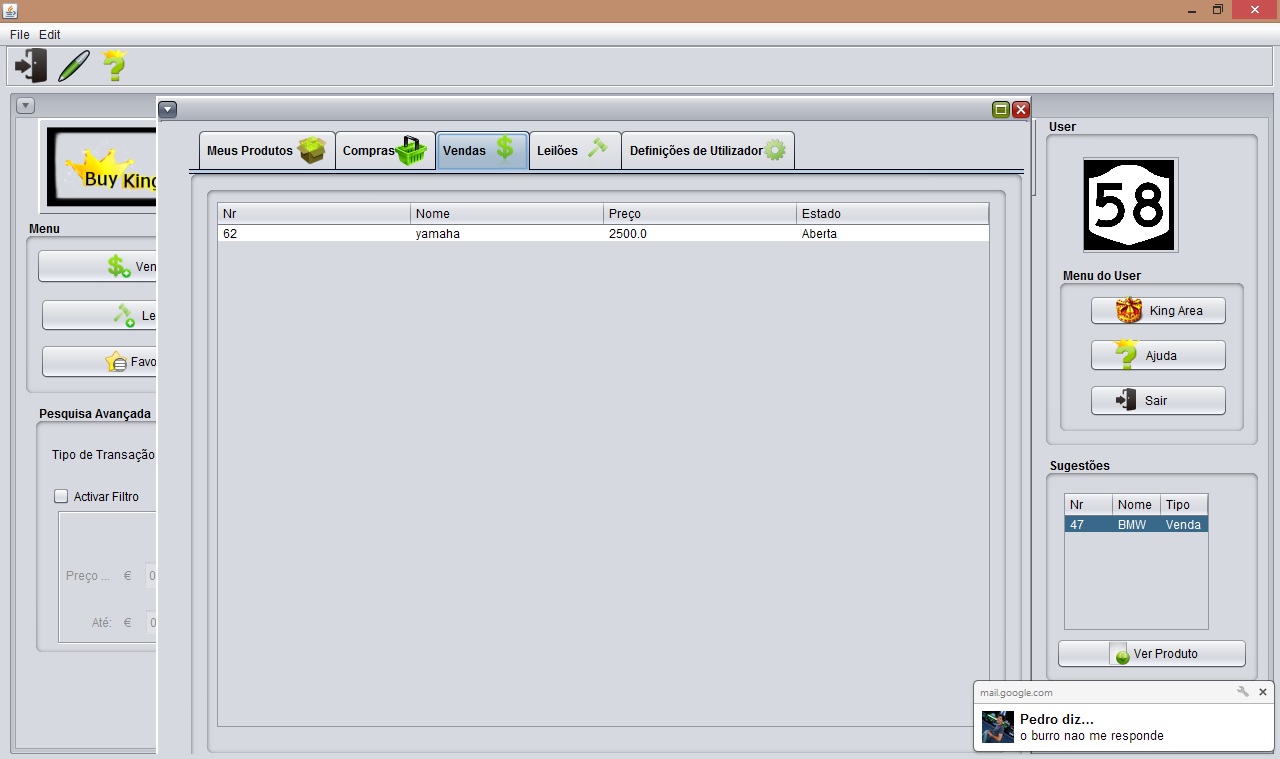 File Edit
Meus Produtos
Compras
Vendas
Leilões
Definições de Utilizador
Nr Nome Preço Estado
62 yamaha 2500.0 Aberta
Buy King
Menu
Ven
Le
Favo
Pesquisa Avançada
Tipo de Transação
Activar Filtro
Preço ... € 0
Até: € 0
User
58
Menu do User
King Area
Ajuda
Sair
Sugestões
Nr Nome Tipo
47 BMW Venda
Ver Produto
mail.google.com
Pedro diz...
o burro nao me responde